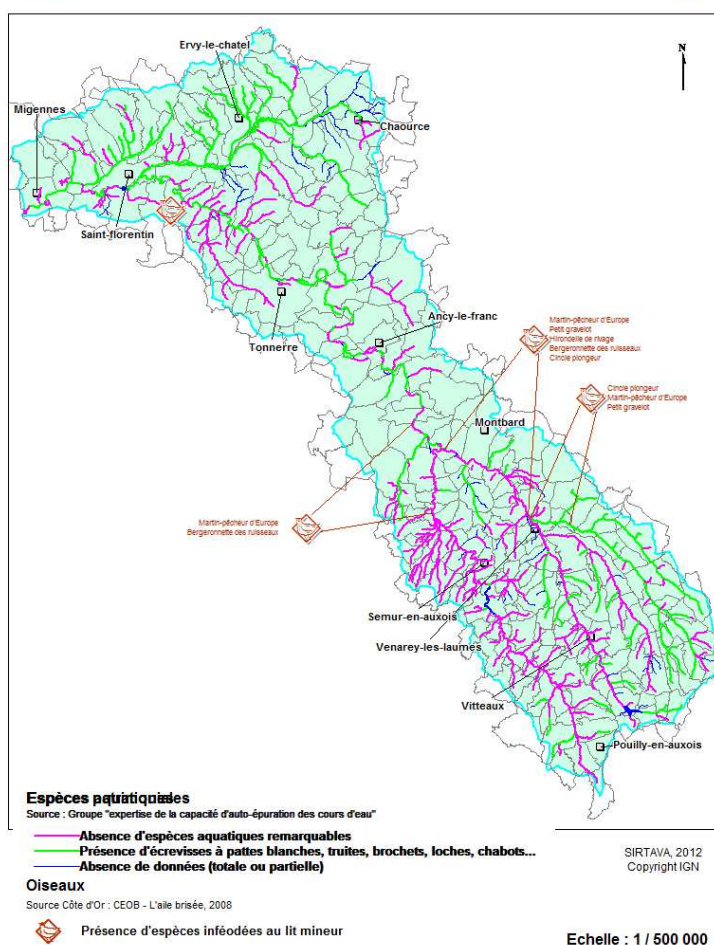 Ervy-le-chatel
N
Migennes
Chaource
Saint-florentin
Ancy-le-franc
Tonnerre
Martin-pêcheur d'Europe
Petit gravelot
Hirondelle de rivage
Bergeronnette des ruisseaux
Cincle plongeur
Cincle plongeur
Martin-pêcheur d'Europe
Petit gravelot
Montbard
Martin-pêcheur d'Europe
Bergeronnette des ruisseaux
Semur-en-auxois
Venarey-les-laumes
Vitteaux
Pouilly-en-auxois
Espèces
Source : Groupe "expertise de la capacité d'auto-épuration des cours d'eau"
Absence d'espèces aquatiques remarquables
Présence d'écrevisses à pattes blanches, truites, brochets, loches, chabots...
Absence de données (totale ou partielle)
SIRTAVA, 2012
Copyright IGN
Oiseaux
Source Côte d'Or : CEOB - L'aile brisée, 2008
Présence d'espèces inféodées au lit mineur
Echelle : 1 / 500 000